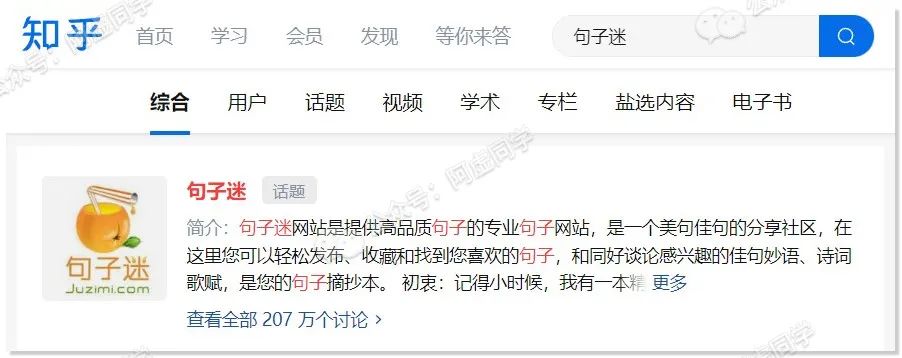 知乎 首页 学习 会员 发现 等你来答 句子迷
综合 用户 话题 视频 学术 专栏 盐选内容 电子书
句子迷 话题
简介：句子迷网站是提供高品质句子的专业句子网站，是一个美句佳句的分享社区，在
这里您可以轻松发布、收藏和找到您喜欢的句子，和同好谈论感兴趣的佳句妙语、诗词
歌赋，是您的句子摘抄本。 初衷：记得小时候，我有一本精 更多
查看全部 207 万个讨论 >
句子迷
Juzimi.com
公众号：阿虚同学
公众号：阿虚同学